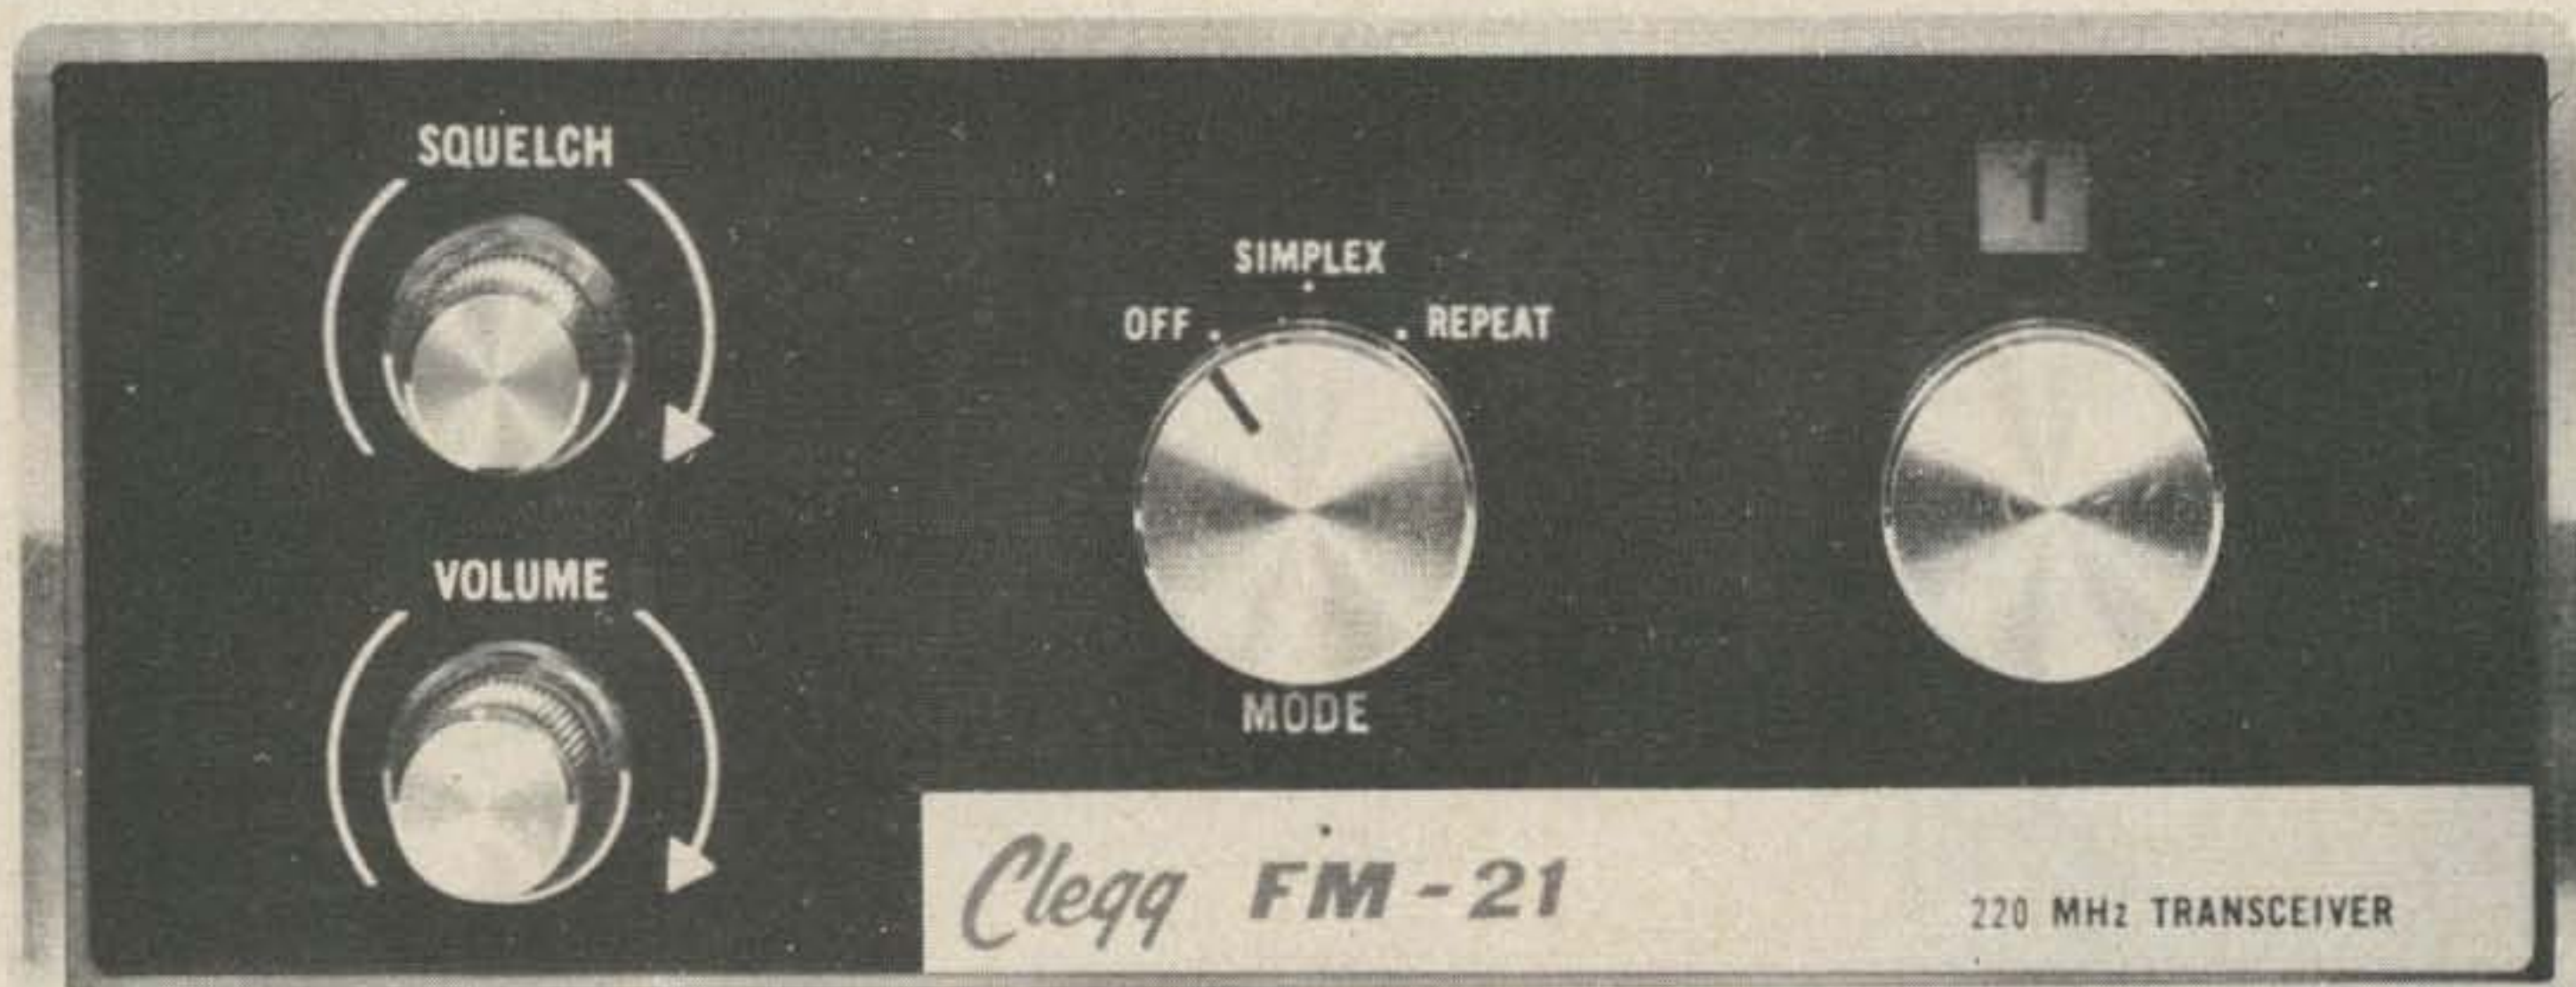 SQUELCH
1
SIMPLEX
OFF
REPEAT
VOLUME
MODE
Clegg FM-21
220 MHz TRANSCEIVER